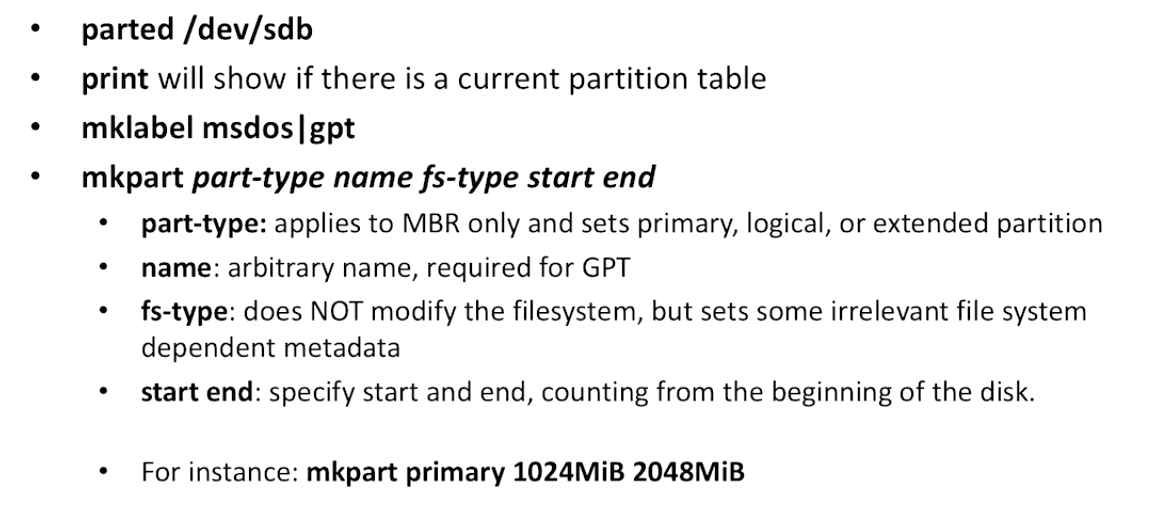 • parted /dev/sdb
• print will show if there is a current partition table
• mklabel msdos|gpt
• mkpart part-type name fs-type start end
• part-type: applies to MBR only and sets primary, logical, or extended partition
• name: arbitrary name, required for GPT
• fs-type: does NOT modify the filesystem, but sets some irrelevant file system
dependent metadata
• start end: specify start and end, counting from the beginning of the disk.
• For instance: mkpart primary 1024MiB 2048MiB